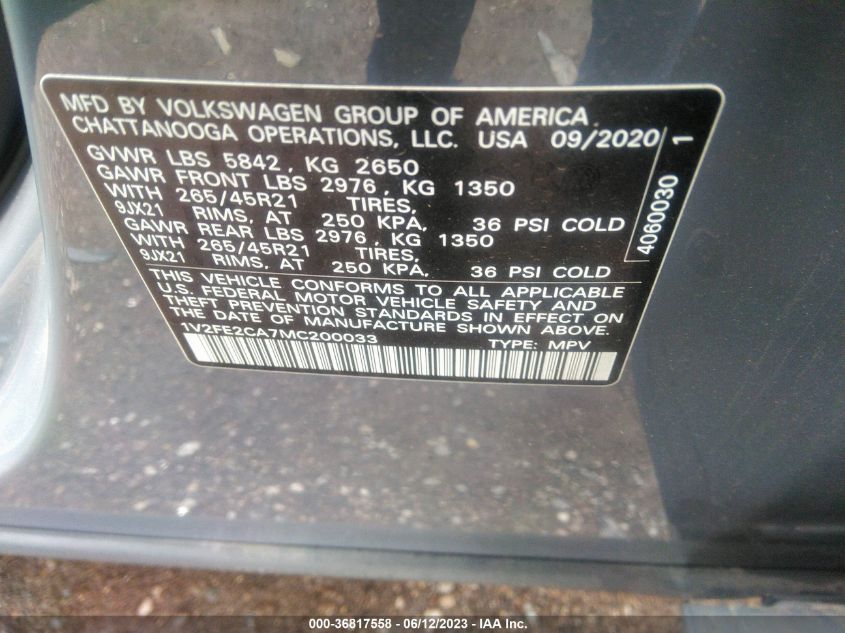 MFD BY VOLKSWAGEN GROUP OF AMERICA
CHATTANOOGA OPERATIONS, LLC. USA 09/2020
GVWR LBS 5842, KG 2650
GAWR FRONT LBS 2976, KG 1350
WITH 265/45R21 TIRES,
9JX21 RIMS, AT 250 KPA, 36 PSI COLD
GAWR REAR LBS 2976, KG 1350
WITH 265/45R21 TIRES,
9JX21 RIMS, AT 250 KPA, 36 PSI COLD
THIS VEHICLE CONFORMS TO ALL APPLICABLE
U.S. FEDERAL MOTOR VEHICLE SAFETY AND
THEFT PREVENTION STANDARDS IN EFFECT ON
THE DATE OF MANUFACTURE SHOWN ABOVE.
1V2FE2CA7MC200033 TYPE: MPV
4060030 1
000-36817558 - 06/12/2023 - IAA Inc.